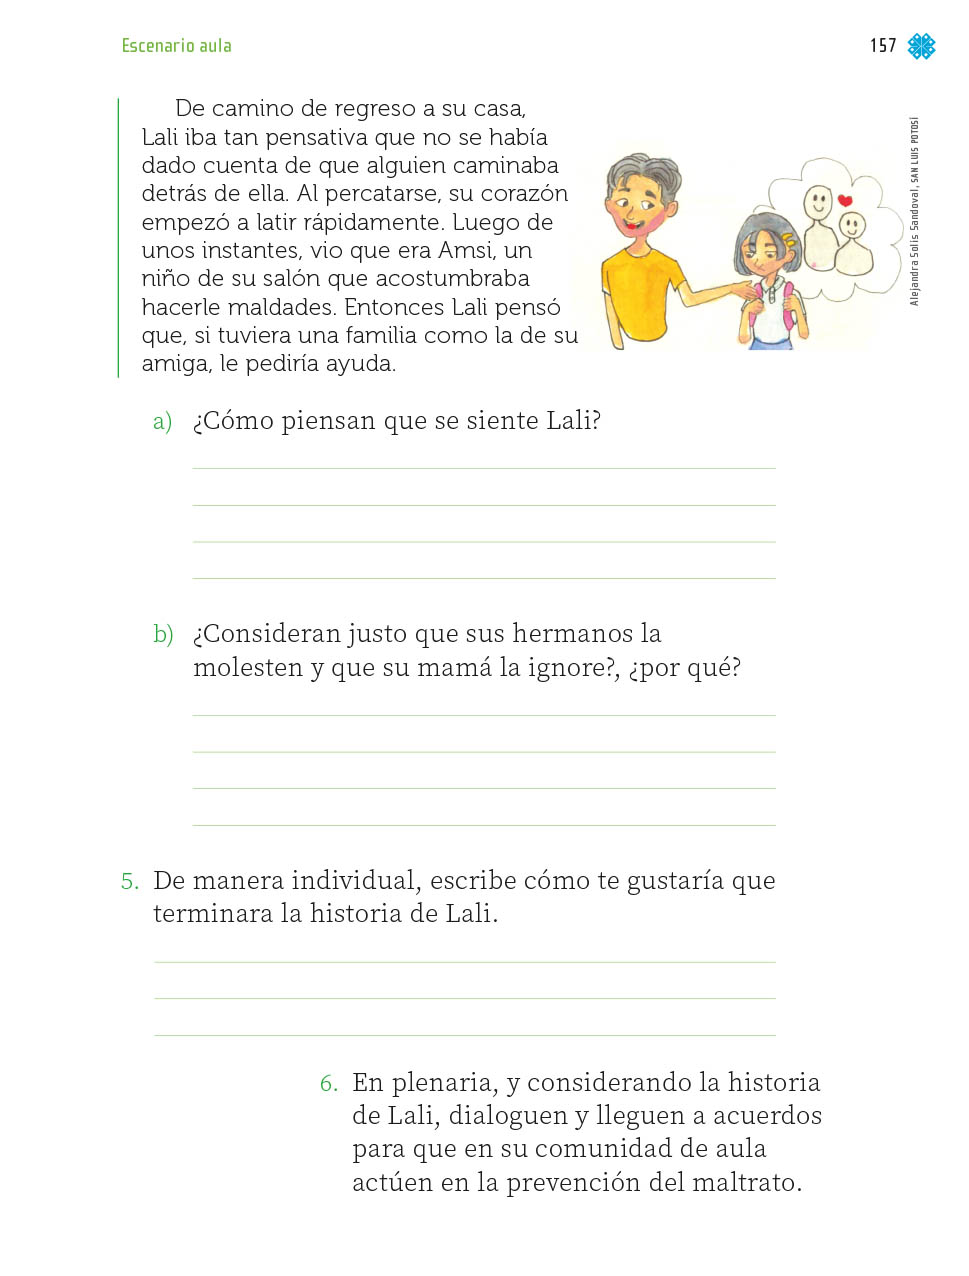 Escenario aula
157
De camino de regreso a su casa,
Lali iba tan pensativa que no se había
dado cuenta de que alguien caminaba
detrás de ella. Al percatarse, su corazón
empezó a latir rápidamente. Luego de
unos instantes, vio que era Amsi, un
niño de su salón que acostumbraba
hacerle maldades. Entonces Lali pensó
que, si tuviera una familia como la de su
amiga, le pediría ayuda.
Alejandra Solís Sandoval, SAN LUIS POTOSÍ
a) ¿Cómo piensan que se siente Lali?
b) ¿Consideran justo que sus hermanos la
molesten y que su mamá la ignore?, ¿por qué?
5. De manera individual, escribe cómo te gustaría que
terminara la historia de Lali.
6. En plenaria, y considerando la historia
de Lali, dialoguen y lleguen a acuerdos
para que en su comunidad de aula
actúen en la prevención del maltrato.